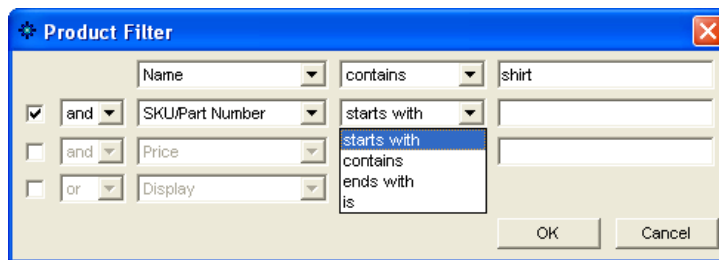 Product Filter
Name contains shirt
and SKU/Part Number starts with
starts with
and Price contains
or Display ends with
is
OK Cancel